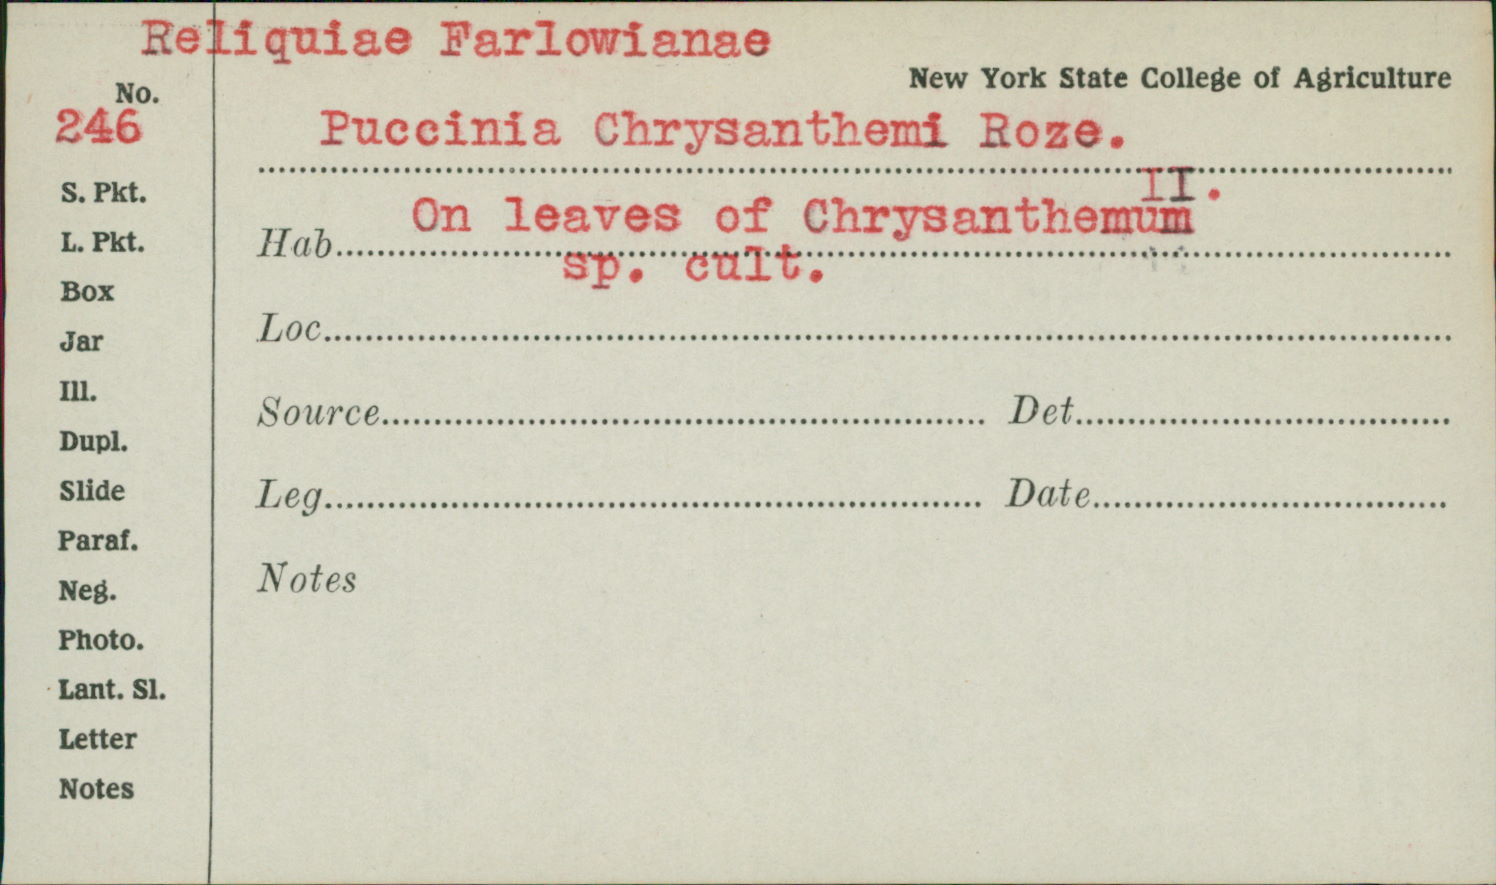 Reliquiae Farlowianae
New York State College of Agriculture
No.
246
Puccinia Chrysanthemi Roze.
II.
Hab. On leaves of Chrysanthemum
sp. cult.
Loc.
Source Det.
Leg. Date
Notes
S. Pkt.
L. Pkt.
Box
Jar
Ill.
Dupl.
Slide
Paraf.
Neg.
Photo.
Lant. Sl.
Letter
Notes